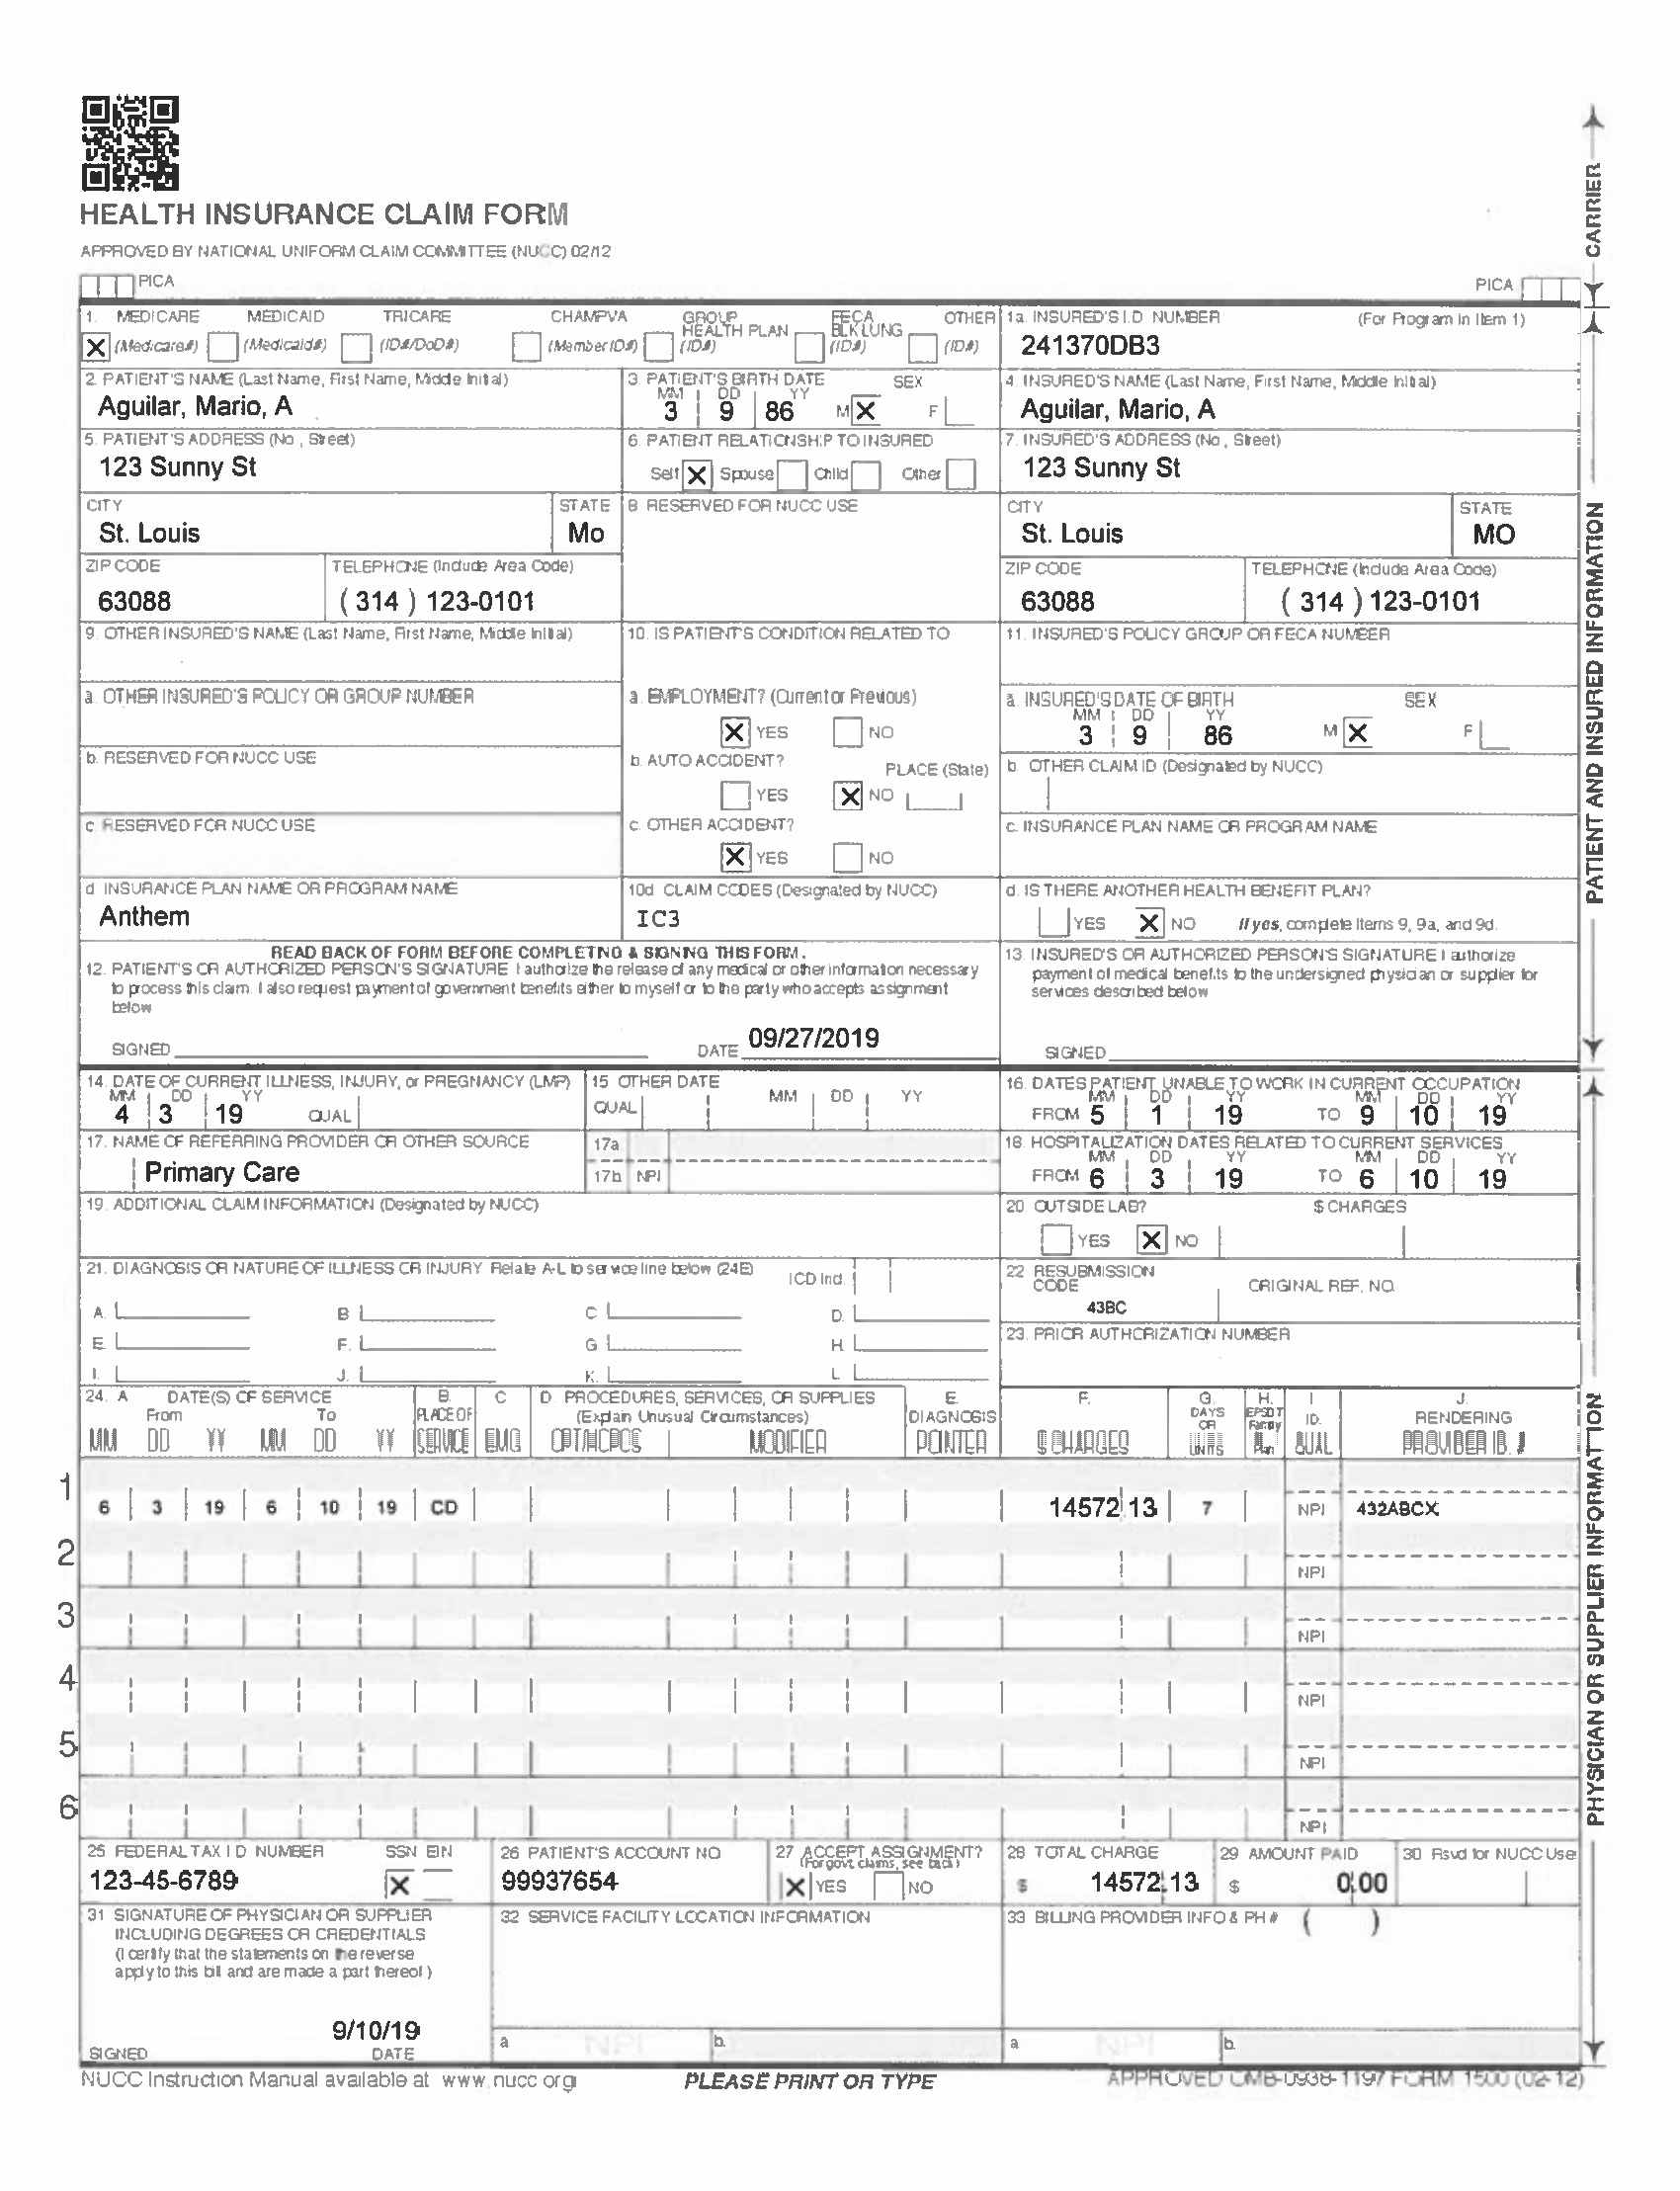 HEALTH INSURANCE CLAIM FORM
APPROVED BY NATIONAL UNIFORM CLAIM COMMITTEE (NUCC) 02/12
PICA
PICA
CARRIER
1. MEDICARE MEDICAID TRICARE CHAMPVA GROUP HEALTH PLAN FECA BLK LUNG OTHER
X (Medicare#) (Medicaid#) (ID#/DoD#) (Member ID#) (ID#) (ID#) (ID#)
1a. INSURED'S I.D. NUMBER (For Program in Item 1)
241370DB3
2. PATIENT'S NAME (Last Name, First Name, Middle Initial)
Aguilar, Mario, A
3. PATIENT'S BIRTH DATE SEX
MM DD YY
3 9 86 M X F
4. INSURED'S NAME (Last Name, First Name, Middle Initial)
Aguilar, Mario, A
5. PATIENT'S ADDRESS (No., Street)
123 Sunny St
6. PATIENT RELATIONSHIP TO INSURED
Self X Spouse Child Other
7. INSURED'S ADDRESS (No., Street)
123 Sunny St
CITY STATE
St. Louis Mo
8. RESERVED FOR NUCC USE
CITY STATE
St. Louis MO
ZIP CODE TELEPHONE (Include Area Code)
63088 ( 314 ) 123-0101
ZIP CODE TELEPHONE (Include Area Code)
63088 ( 314 ) 123-0101
9. OTHER INSURED'S NAME (Last Name, First Name, Middle Initial)
10. IS PATIENT'S CONDITION RELATED TO
11. INSURED'S POLICY GROUP OR FECA NUMBER
a. OTHER INSURED'S POLICY OR GROUP NUMBER
a. EMPLOYMENT? (Current or Previous)
X YES NO
a. INSURED'S DATE OF BIRTH SEX
MM DD YY
3 9 86 M X F
b. RESERVED FOR NUCC USE
b. AUTO ACCIDENT? PLACE (State)
YES X NO
b. OTHER CLAIM ID (Designated by NUCC)
c. RESERVED FOR NUCC USE
c. OTHER ACCIDENT?
X YES NO
c. INSURANCE PLAN NAME OR PROGRAM NAME
d. INSURANCE PLAN NAME OR PROGRAM NAME
Anthem
10d. CLAIM CODES (Designated by NUCC)
IC3
d. IS THERE ANOTHER HEALTH BENEFIT PLAN?
YES X NO If yes, complete items 9, 9a, and 9d.
READ BACK OF FORM BEFORE COMPLETING & SIGNING THIS FORM.
12. PATIENT'S OR AUTHORIZED PERSON'S SIGNATURE I authorize the release of any medical or other information necessary
to process this claim. I also request payment of government benefits either to myself or to the party who accepts assignment
below
SIGNED DATE 09/27/2019
13. INSURED'S OR AUTHORIZED PERSON'S SIGNATURE I authorize
payment of medical benefits to the undersigned physician or supplier for
services described below
SIGNED
PATIENT AND INSURED INFORMATION
14. DATE OF CURRENT ILLNESS, INJURY, or PREGNANCY (LMP)
MM DD YY
4 3 19 QUAL
15. OTHER DATE
QUAL MM DD YY
16. DATES PATIENT UNABLE TO WORK IN CURRENT OCCUPATION
MM DD YY MM DD YY
FROM 5 1 19 TO 9 10 19
17. NAME OF REFERRING PROVIDER OR OTHER SOURCE
Primary Care
17a
17b NPI
18. HOSPITALIZATION DATES RELATED TO CURRENT SERVICES
MM DD YY MM DD YY
FROM 6 3 19 TO 6 10 19
19. ADDITIONAL CLAIM INFORMATION (Designated by NUCC)
20. OUTSIDE LAB? $ CHARGES
YES X NO
21. DIAGNOSIS OR NATURE OF ILLNESS OR INJURY Relate A-L to service line below (24E) ICD Ind.
A. B. C. D.
E. F. G. H.
I. J. K. L.
22. RESUBMISSION CODE ORIGINAL REF. NO.
43BC
23. PRIOR AUTHORIZATION NUMBER
24. A DATE(S) OF SERVICE B. C D. PROCEDURES, SERVICES, OR SUPPLIES E. F. G. H. I J.
From To PLACE OF (Explain Unusual Circumstances) DIAGNOSIS DAYS OR EPSDT Family ID. RENDERING
MM DD YY MM DD YY SERVICE EMG CPT/HCPCS MODIFIER POINTER $ CHARGES UNITS Plan QUAL PROVIDER ID. #
1
6 3 19 6 10 19 CD 14572 13 7 NPI 432ABCX
2
NPI
3
NPI
4
NPI
5
NPI
6
NPI
25. FEDERAL TAX I.D. NUMBER SSN EIN
123-45-6789 X
26. PATIENT'S ACCOUNT NO.
99937654
27. ACCEPT ASSIGNMENT?
(For govt. claims, see back)
X YES NO
28. TOTAL CHARGE
$ 14572 13
29. AMOUNT PAID
$ 0 00
30. Rsvd for NUCC Use
31. SIGNATURE OF PHYSICIAN OR SUPPLIER
INCLUDING DEGREES OR CREDENTIALS
(I certify that the statements on the reverse
apply to this bill and are made a part thereof.)
9/10/19
SIGNED DATE
32. SERVICE FACILITY LOCATION INFORMATION
a. NPI b.
33. BILLING PROVIDER INFO & PH # ( )
a. NPI b.
PHYSICIAN OR SUPPLIER INFORMATION
NUCC Instruction Manual available at www.nucc.org
PLEASE PRINT OR TYPE
APPROVED OMB-0938-1197 FORM 1500 (02-12)